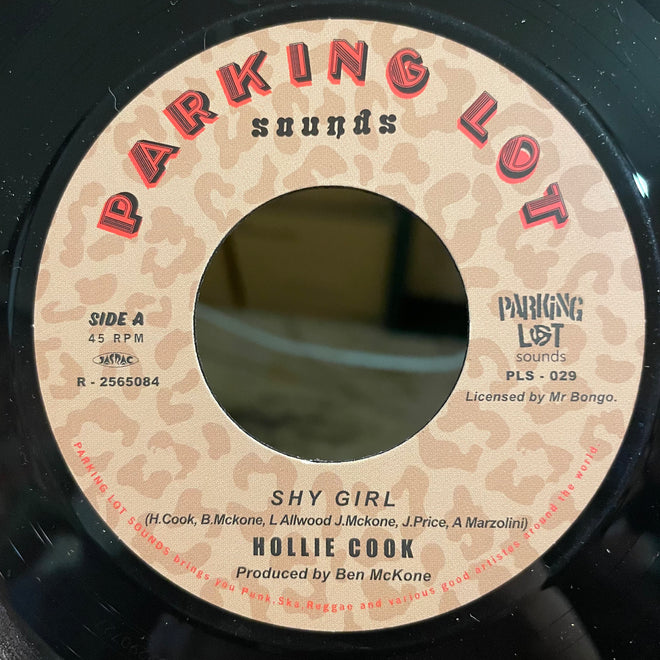 PARKING LOT
sounds
SIDE A
45 RPM
JASRAC
R - 2565084
PARKING
LOT
sounds
PLS - 029
Licensed by Mr Bongo.
SHY GIRL
(H.Cook, B.Mckone, L Allwood J.Mckone, J.Price, A Marzolini)
HOLLIE COOK
Produced by Ben McKone
PARKING LOT SOUNDS brings you Punk,Ska,Reggae and various good artistes around the world